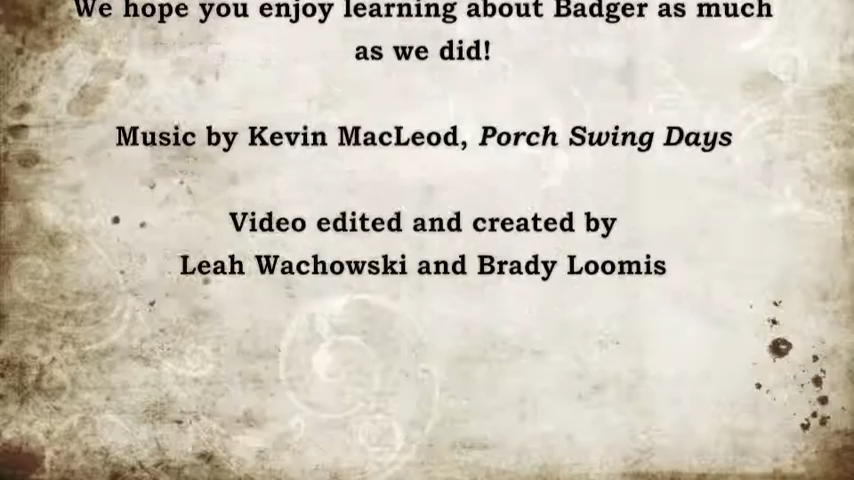 We hope you enjoy learning about Badger as much
as we did!
Music by Kevin MacLeod, Porch Swing Days
Video edited and created by
Leah Wachowski and Brady Loomis